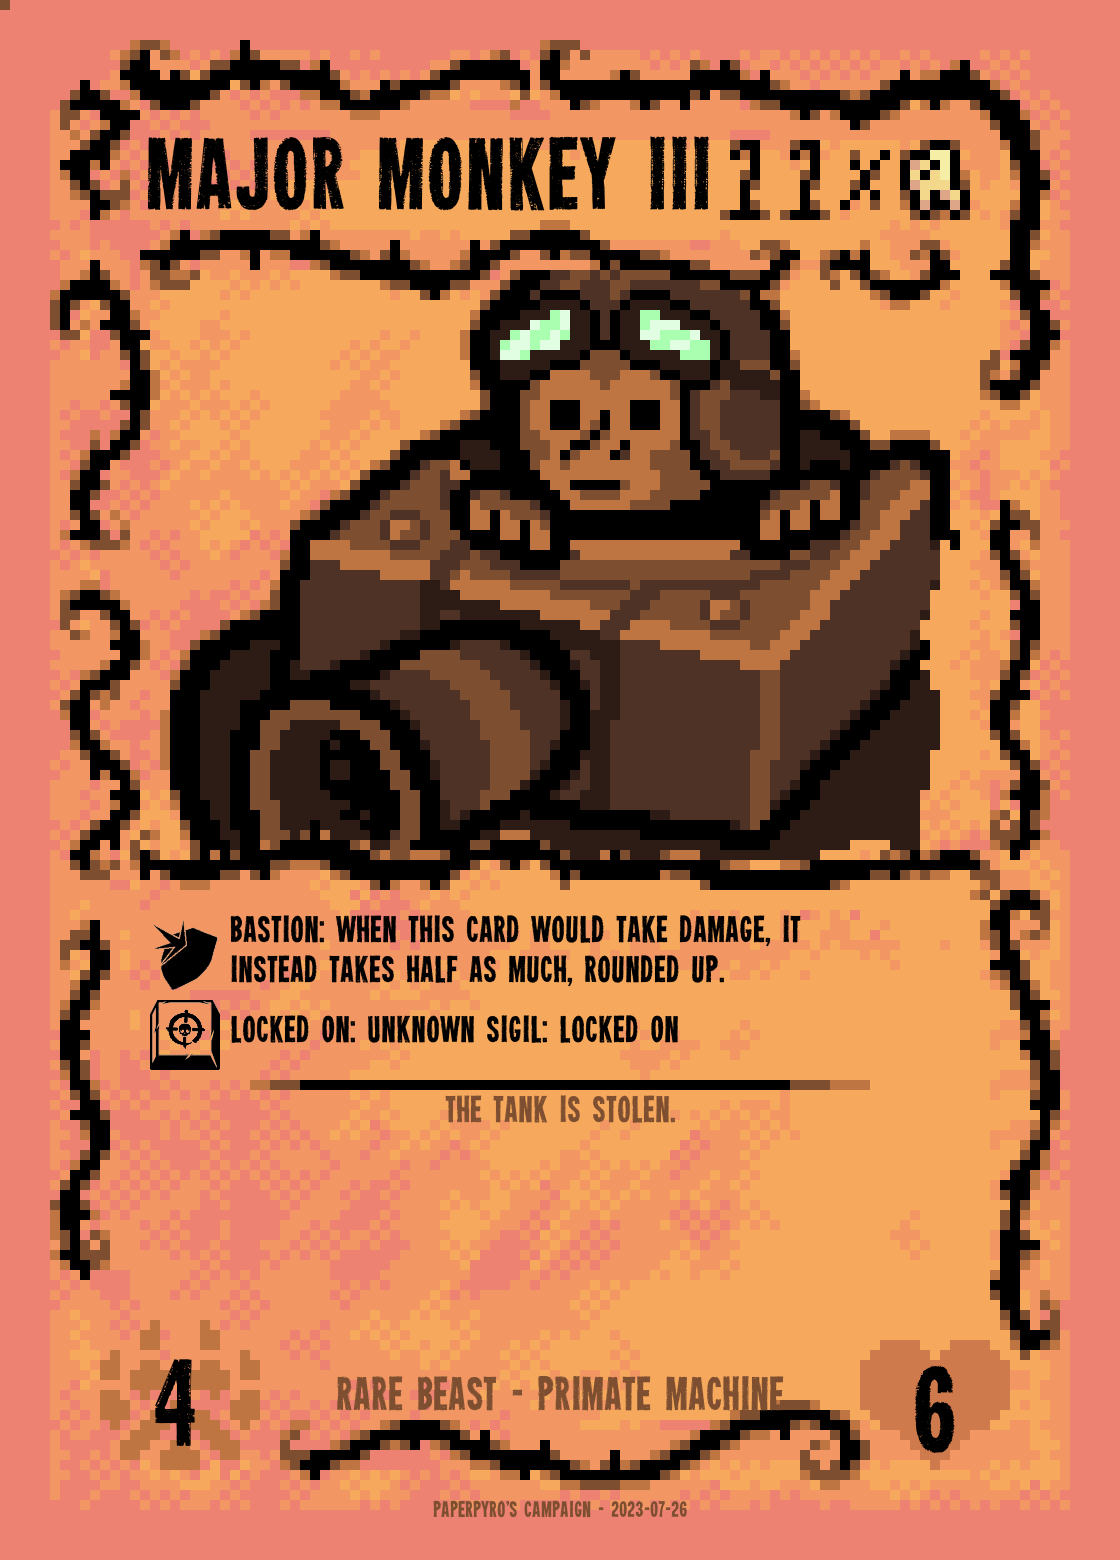 MAJOR MONKEY III 11x
BASTION: WHEN THIS CARD WOULD TAKE DAMAGE, IT
INSTEAD TAKES HALF AS MUCH, ROUNDED UP.
LOCKED ON: UNKNOWN SIGIL: LOCKED ON
THE TANK IS STOLEN.
4
RARE BEAST - PRIMATE MACHINE
6
PAPERPYRO'S CAMPAIGN - 2023-07-26